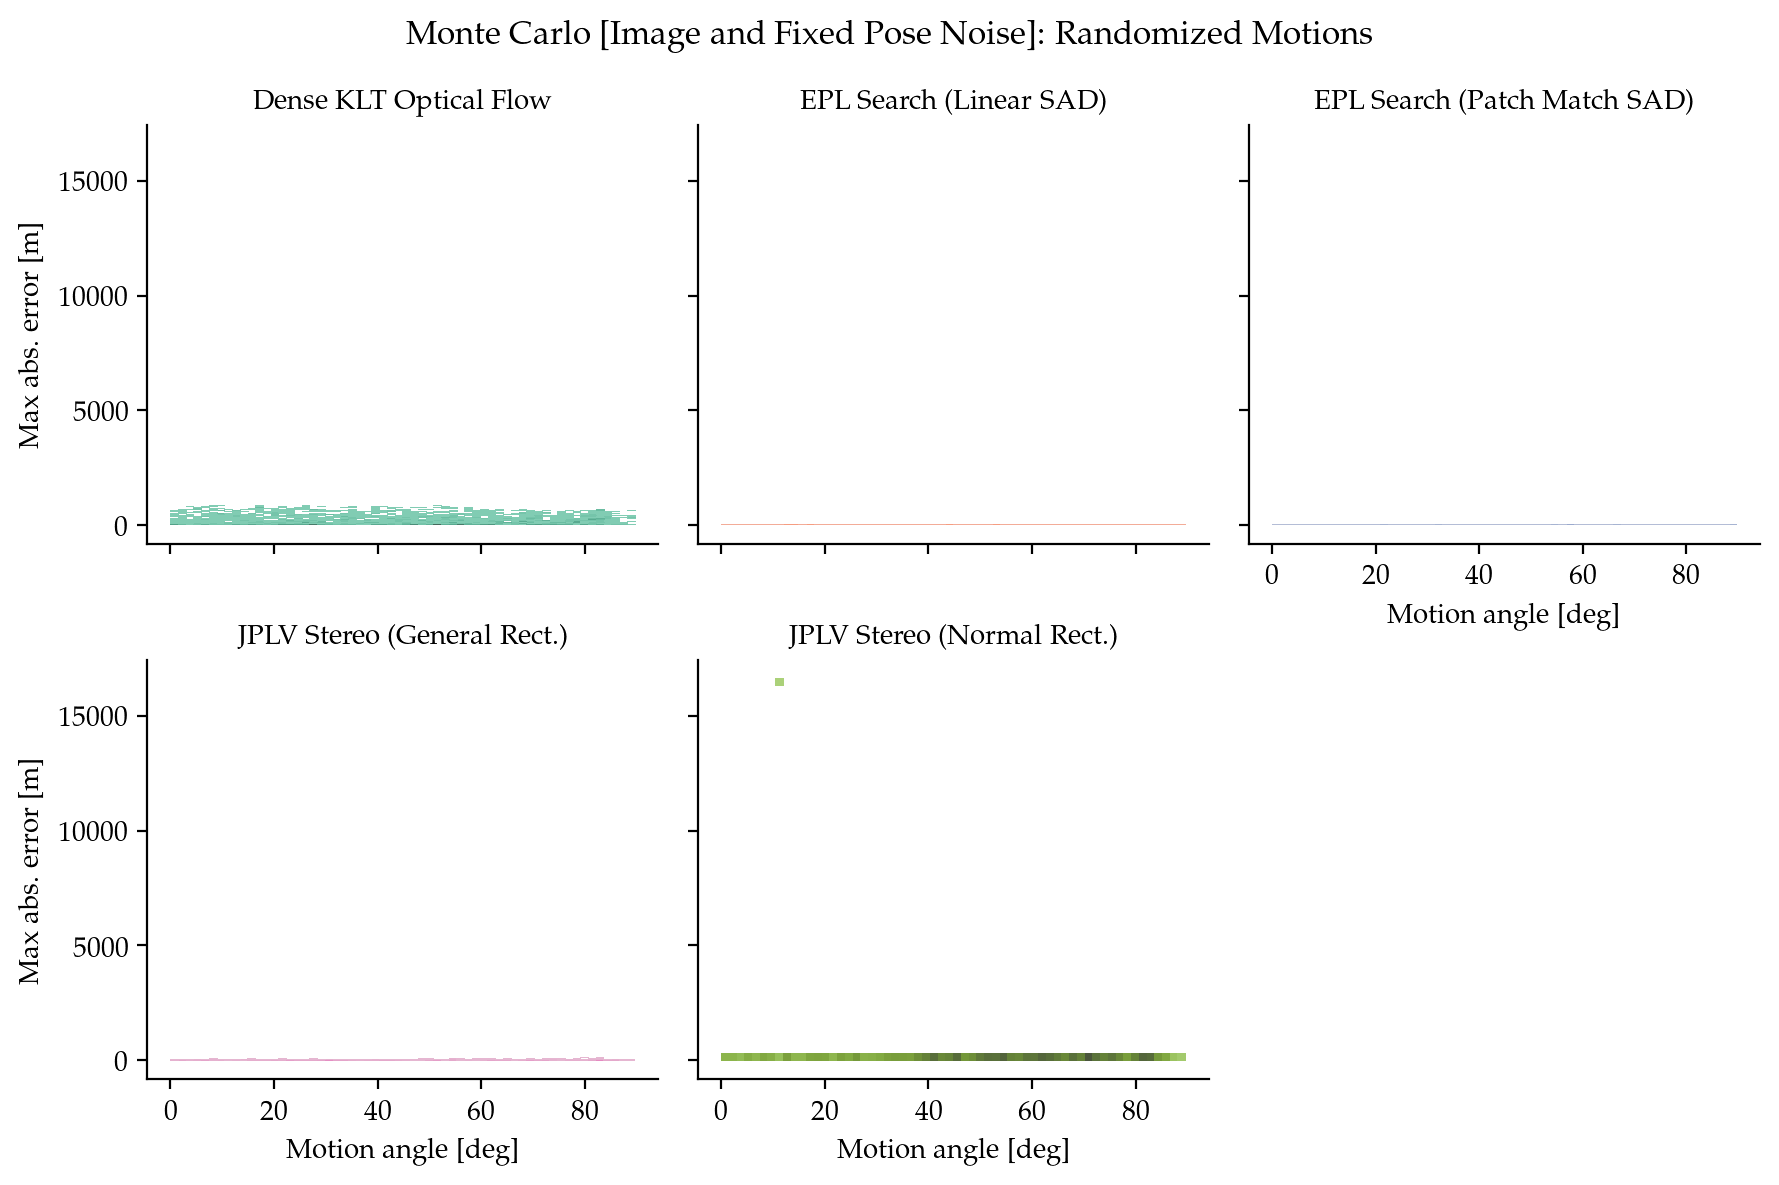 Monte Carlo [Image and Fixed Pose Noise]: Randomized Motions
Dense KLT Optical Flow
EPL Search (Linear SAD)
EPL Search (Patch Match SAD)
Max abs. error [m]
15000
10000
5000
0
0 20 40 60 80
Motion angle [deg]
JPLV Stereo (General Rect.)
JPLV Stereo (Normal Rect.)
Max abs. error [m]
15000
10000
5000
0
0 20 40 60 80
Motion angle [deg]
0 20 40 60 80
Motion angle [deg]